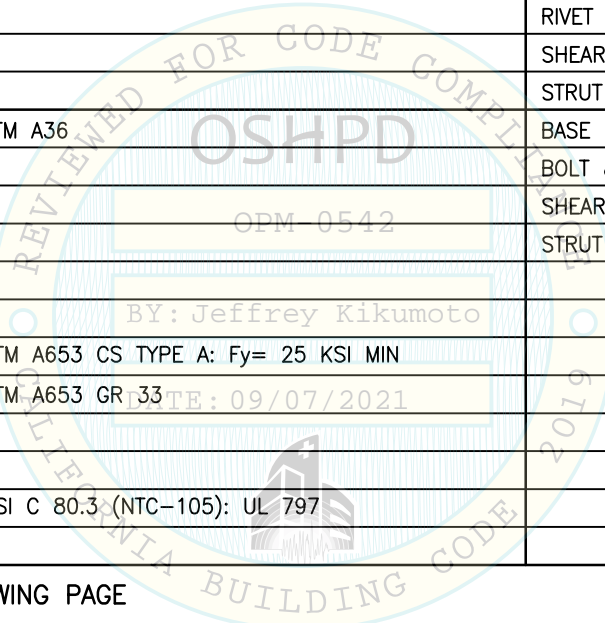 RIVET
SHEAR
STRUT
TM A36
BASE
BOLT
SHEAR
STRUT
TM A653 CS TYPE A: Fy= 25 KSI MIN
TM A653 GR 33
SI C 80.3 (NTC-105): UL 797
WING PAGE
REVIEWED FOR CODE COMPLIANCE
OSHPD
OPM-0542
BY: Jeffrey Kikumoto
DATE: 09/07/2021
CALIFORNIA BUILDING CODE 2019